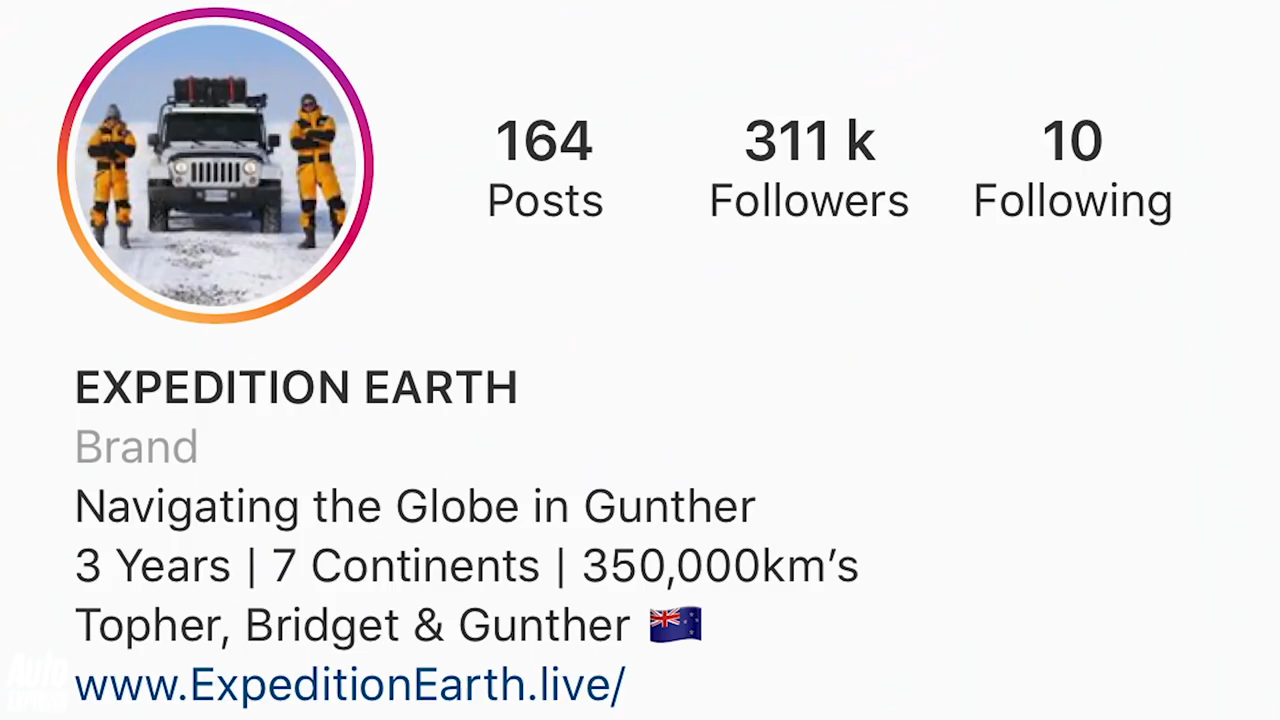 164
311 k
10
Posts
Followers
Following
EXPEDITION EARTH
Brand
Navigating the Globe in Gunther
3 Years | 7 Continents | 350,000km’s
Topher, Bridget & Gunther
www.ExpeditionEarth.live/
Auto